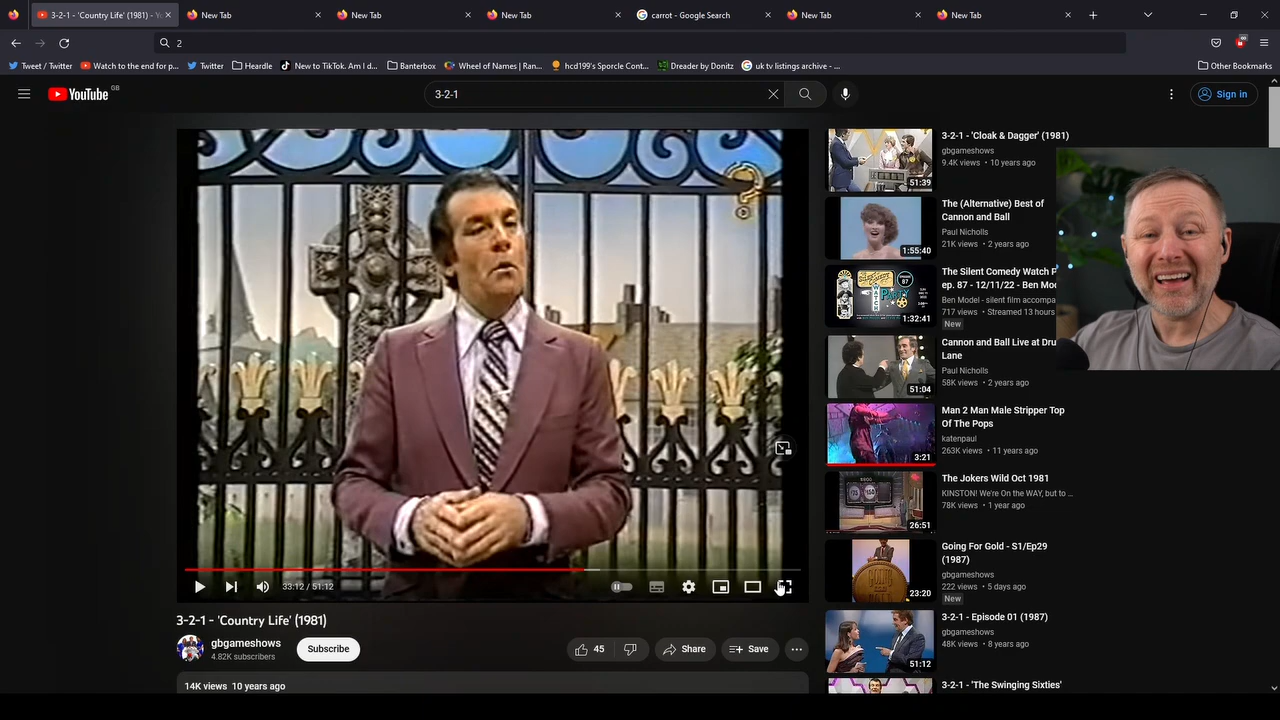 3-2-1 - 'Country Life' (1981) - Yo
New Tab
New Tab
New Tab
carrot - Google Search
New Tab
New Tab
2
Tweet / Twitter
Watch to the end for p...
Twitter
Heardle
New to TikTok. Am I d...
Banterbox
Wheel of Names | Ran...
hcd199's Sporcle Cont...
Dreader by Donitz
uk tv listings archive - ...
Other Bookmarks
YouTube GB
3-2-1
Sign in
3-2-1 - 'Cloak & Dagger' (1981)
gbgameshows
9.4K views • 10 years ago
51:39
The (Alternative) Best of
Cannon and Ball
Paul Nicholls
21K views • 2 years ago
1:55:40
The Silent Comedy Watch P
ep. 87 - 12/11/22 - Ben Mod
Ben Model - silent film accompa
717 views • Streamed 13 hours
New
1:32:41
Cannon and Ball Live at Dru
Lane
Paul Nicholls
58K views • 2 years ago
51:04
Man 2 Man Male Stripper Top
Of The Pops
katenpaul
263K views • 11 years ago
3:21
The Jokers Wild Oct 1981
KINSTON! We're On the WAY, but to ...
78K views • 1 year ago
26:51
Going For Gold - S1/Ep29
(1987)
gbgameshows
222 views • 5 days ago
New
23:20
3-2-1 - Episode 01 (1987)
gbgameshows
48K views • 8 years ago
51:12
3-2-1 - 'The Swinging Sixties'
33:12 / 51:12
3-2-1 - 'Country Life' (1981)
gbgameshows
4.82K subscribers
Subscribe
45
Share
Save
14K views 10 years ago